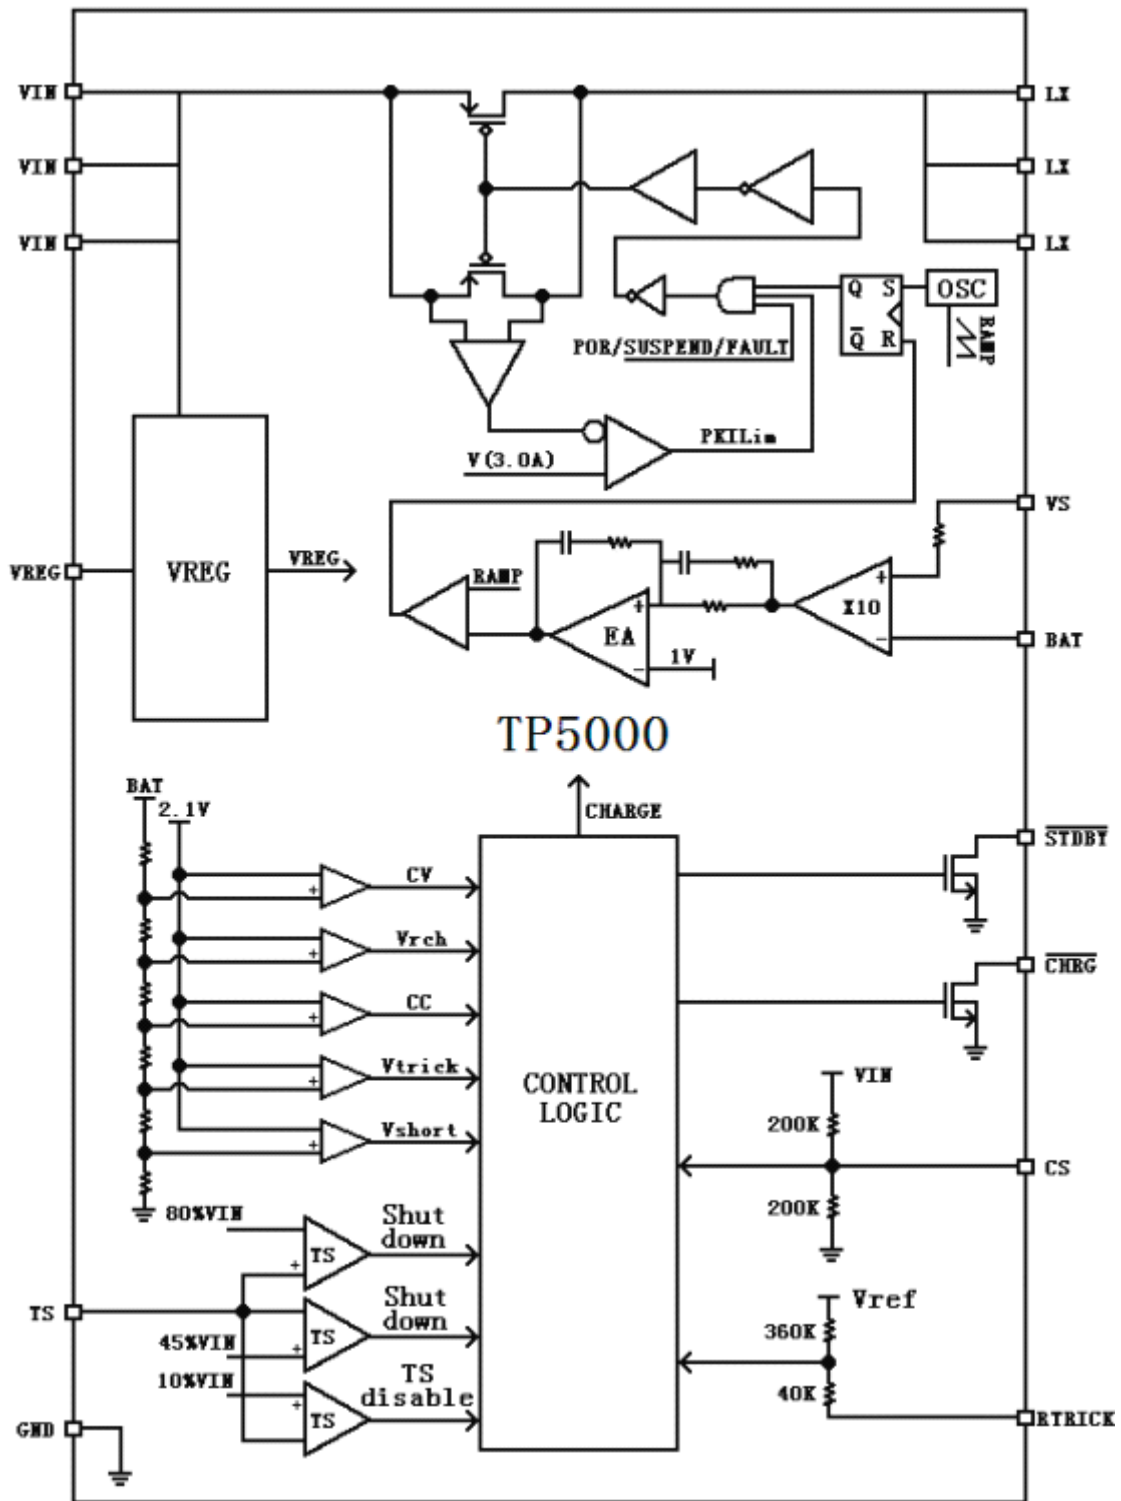 VIN
LX
VIN
LX
VIN
LX
Q S
OSC
Q R
RAMP
POR/SUSPEND/FAULT
PKILim
V(3.0A)
VS
VREG
VREG
VREG
RAMP
+
X10
-
+
EA
-
1V
BAT
TP5000
BAT
2.1V
CHARGE
STDBY
+
CV
+
Vrch
CHRG
+
CC
+
Vtrick
CONTROL
LOGIC
VIN
200K
+
Vshort
CS
200K
80%VIN
TS
+
Shut
down
TS
45%VIN
TS
+
Shut
down
Vref
360K
10%VIN
TS
+
TS
disable
40K
GND
RTRICK